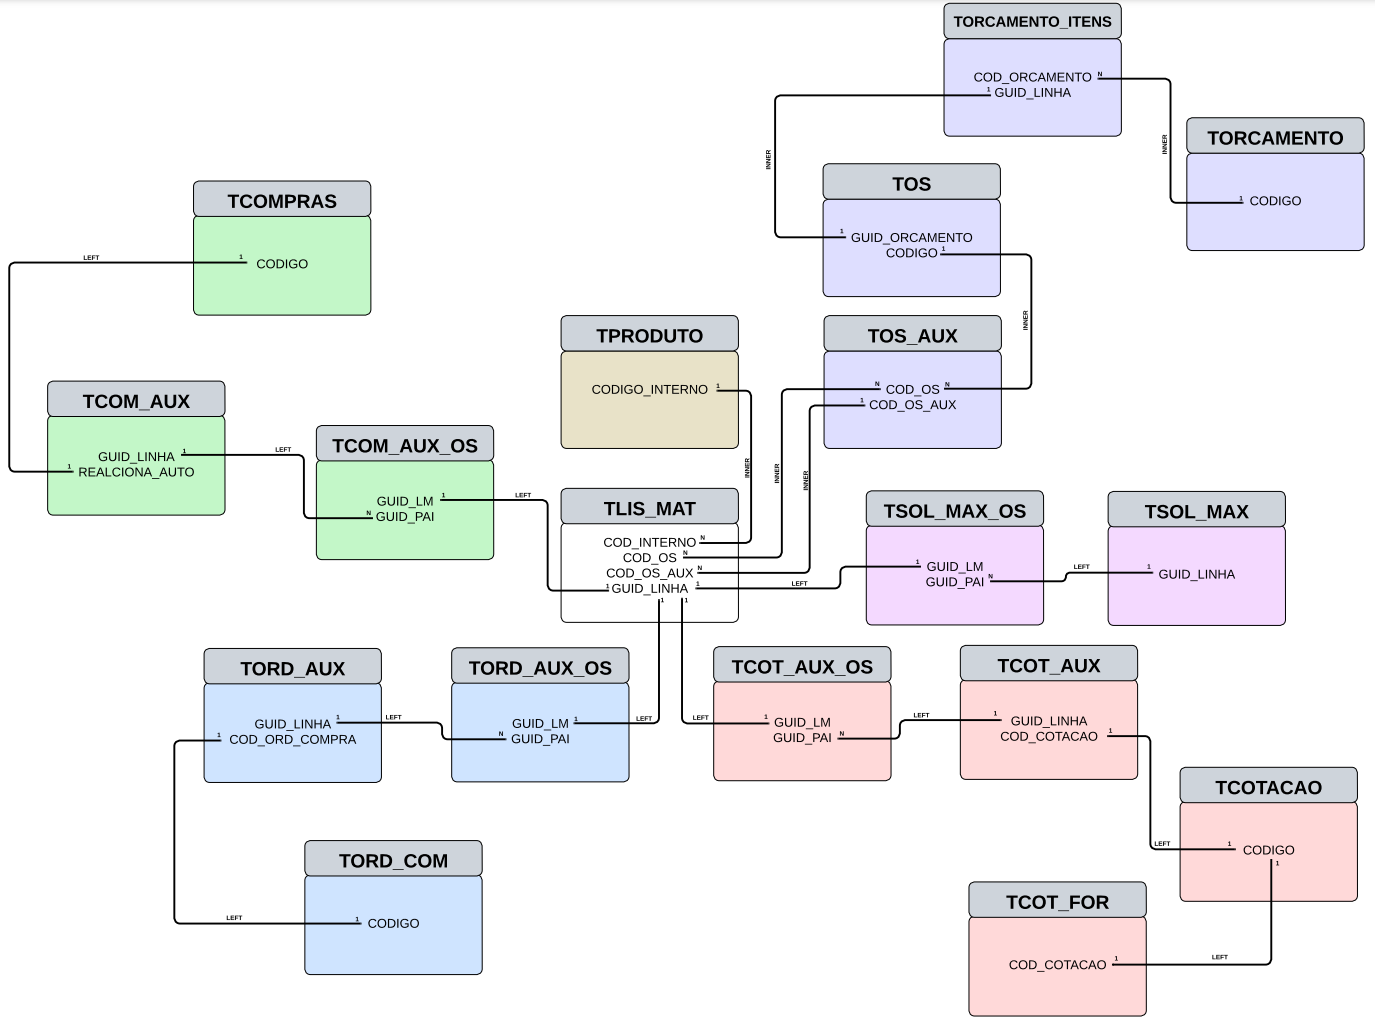 TORCAMENTO_ITENS
COD_ORCAMENTO N
1 GUID_LINHA
INNER
INNER
TORCAMENTO
1 CODIGO
TOS
1 GUID_ORCAMENTO
CODIGO 1
INNER
TCOMPRAS
LEFT
1 CODIGO
TPRODUTO
CODIGO_INTERNO 1
INNER
TOS_AUX
N COD_OS N
1 COD_OS_AUX
INNER
INNER
TCOM_AUX
GUID_LINHA 1
1 REALCIONA_AUTO
LEFT
TCOM_AUX_OS
GUID_LM 1
N GUID_PAI
LEFT
TLIS_MAT
COD_INTERNO N
COD_OS N
COD_OS_AUX N
1 GUID_LINHA 1
1 1
LEFT
TSOL_MAX_OS
1 GUID_LM
GUID_PAI N
LEFT
TSOL_MAX
1 GUID_LINHA
TORD_AUX
GUID_LINHA 1
1 COD_ORD_COMPRA
LEFT
TORD_AUX_OS
GUID_LM 1
N GUID_PAI
LEFT
LEFT
TCOT_AUX_OS
1 GUID_LM
GUID_PAI N
LEFT
TCOT_AUX
1 GUID_LINHA
COD_COTACAO 1
TCOTACAO
LEFT
1 CODIGO
1
TORD_COM
LEFT
1 CODIGO
TCOT_FOR
COD_COTACAO 1
LEFT